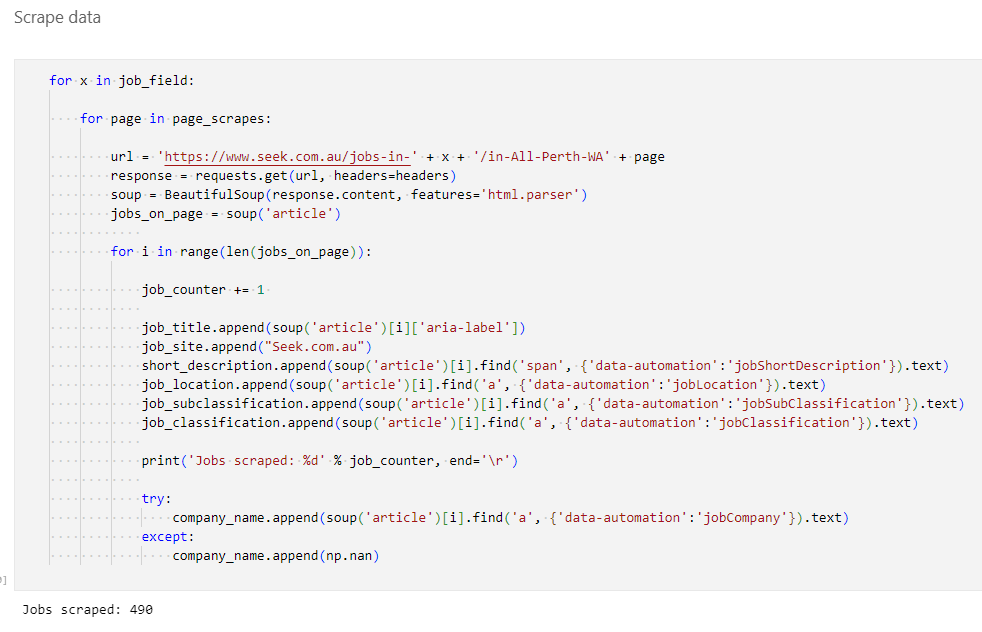 Scrape data
for x in job_field:
for page in page_scrapes:
url = 'https://www.seek.com.au/jobs-in-' + x + '/in-All-Perth-WA' + page
response = requests.get(url, headers=headers)
soup = BeautifulSoup(response.content, features='html.parser')
jobs_on_page = soup('article')
for i in range(len(jobs_on_page)):
job_counter += 1
job_title.append(soup('article')[i]['aria-label'])
job_site.append("Seek.com.au")
short_description.append(soup('article')[i].find('span', {'data-automation':'jobShortDescription'}).text)
job_location.append(soup('article')[i].find('a', {'data-automation':'jobLocation'}).text)
job_subclassification.append(soup('article')[i].find('a', {'data-automation':'jobSubClassification'}).text)
job_classification.append(soup('article')[i].find('a', {'data-automation':'jobClassification'}).text)
print('Jobs scraped: %d' % job_counter, end='\r')
try:
company_name.append(soup('article')[i].find('a', {'data-automation':'jobCompany'}).text)
except:
company_name.append(np.nan)
Jobs scraped: 490